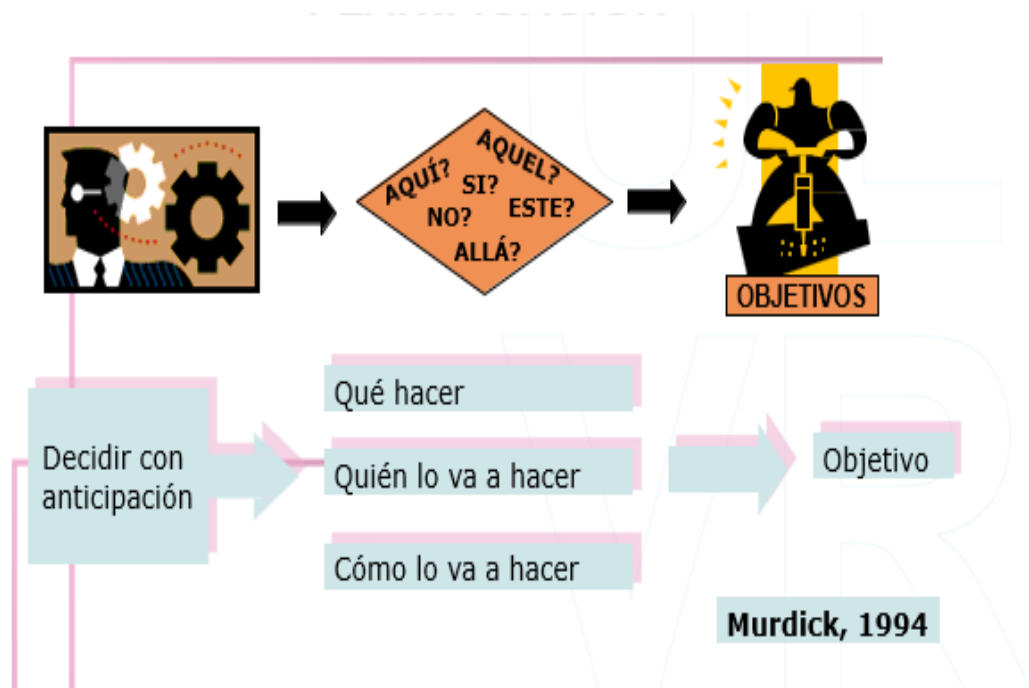 AQUÍ?
AQUEL?
SI?
NO?
ESTE?
ALLÁ?
OBJETIVOS
Decidir con
anticipación
Qué hacer
Quién lo va a hacer
Cómo lo va a hacer
Objetivo
Murdick, 1994